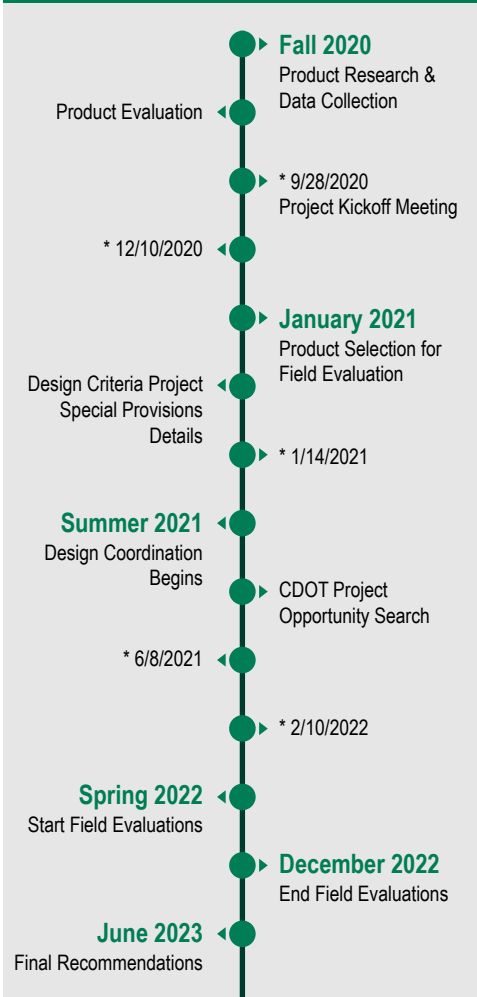 Fall 2020
Product Research &
Data Collection
Product Evaluation
* 9/28/2020
Project Kickoff Meeting
* 12/10/2020
January 2021
Product Selection for
Field Evaluation
Design Criteria Project
Special Provisions
Details
* 1/14/2021
Summer 2021
Design Coordination
Begins
CDOT Project
Opportunity Search
* 6/8/2021
* 2/10/2022
Spring 2022
Start Field Evaluations
December 2022
End Field Evaluations
June 2023
Final Recommendations